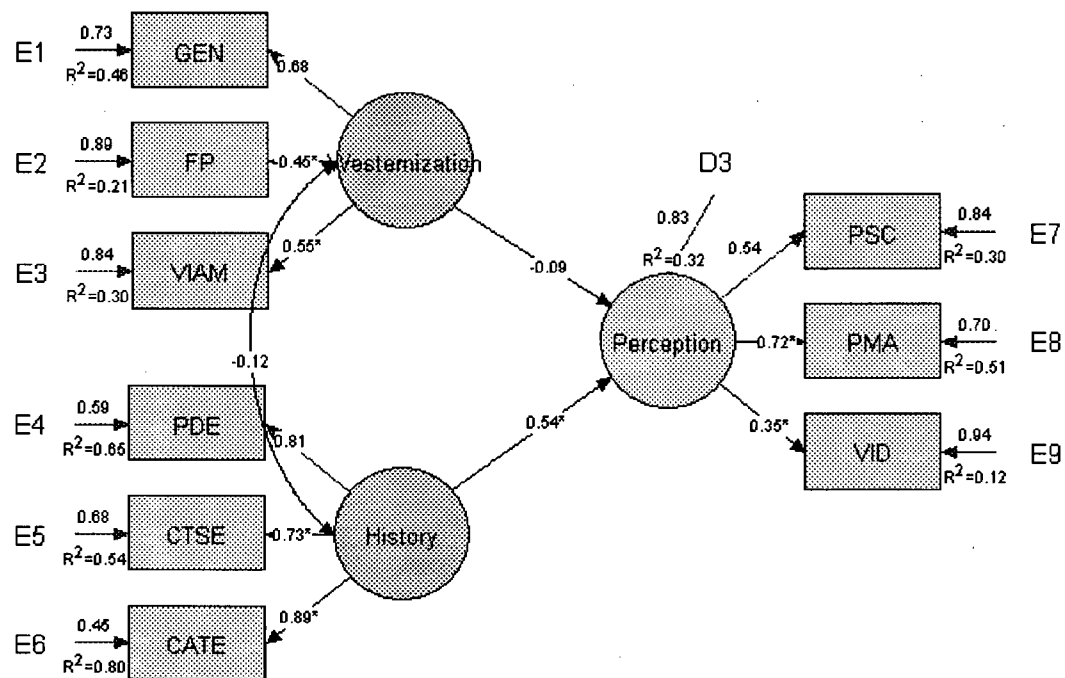 0.73
E1
GEN
R²=0.46
0.68
0.89
E2
FP
R²=0.21
0.45*
Westernization
0.84
E3
VIAM
R²=0.30
0.55*
-0.12
0.59
E4
PDE
R²=0.65
0.81
0.68
E5
CTSE
R²=0.54
0.73*
History
0.45
E6
CATE
R²=0.80
0.89*
-0.09
0.54*
D3
0.83
R²=0.32
Perception
0.54
PSC
0.84
E7
R²=0.30
0.72*
PMA
0.70
E8
R²=0.51
0.35*
VID
0.94
E9
R²=0.12